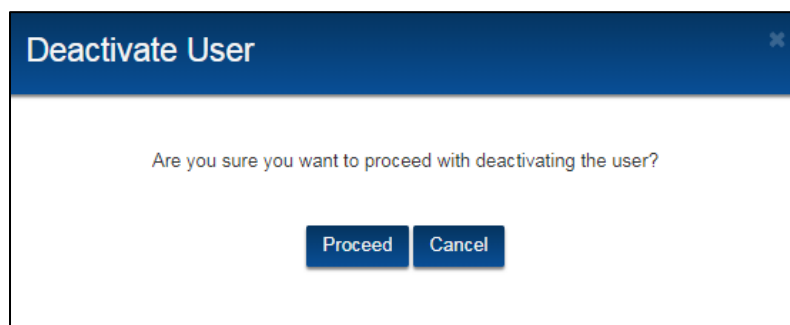 Deactivate User
Are you sure you want to proceed with deactivating the user?
Proceed Cancel